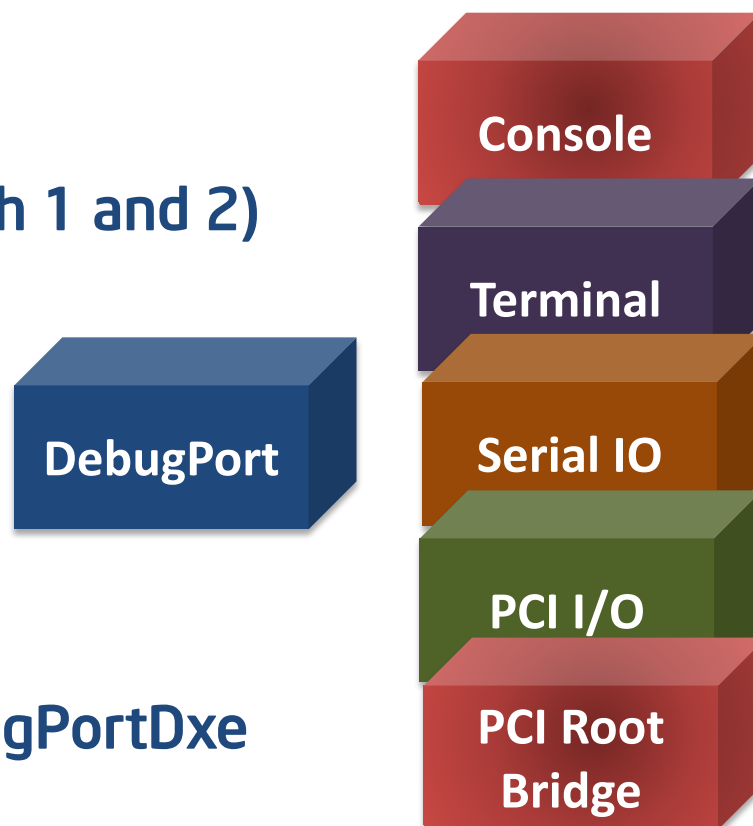 Console
h 1 and 2)
Terminal
DebugPort
Serial IO
PCI I/O
gPortDxe
PCI Root
Bridge